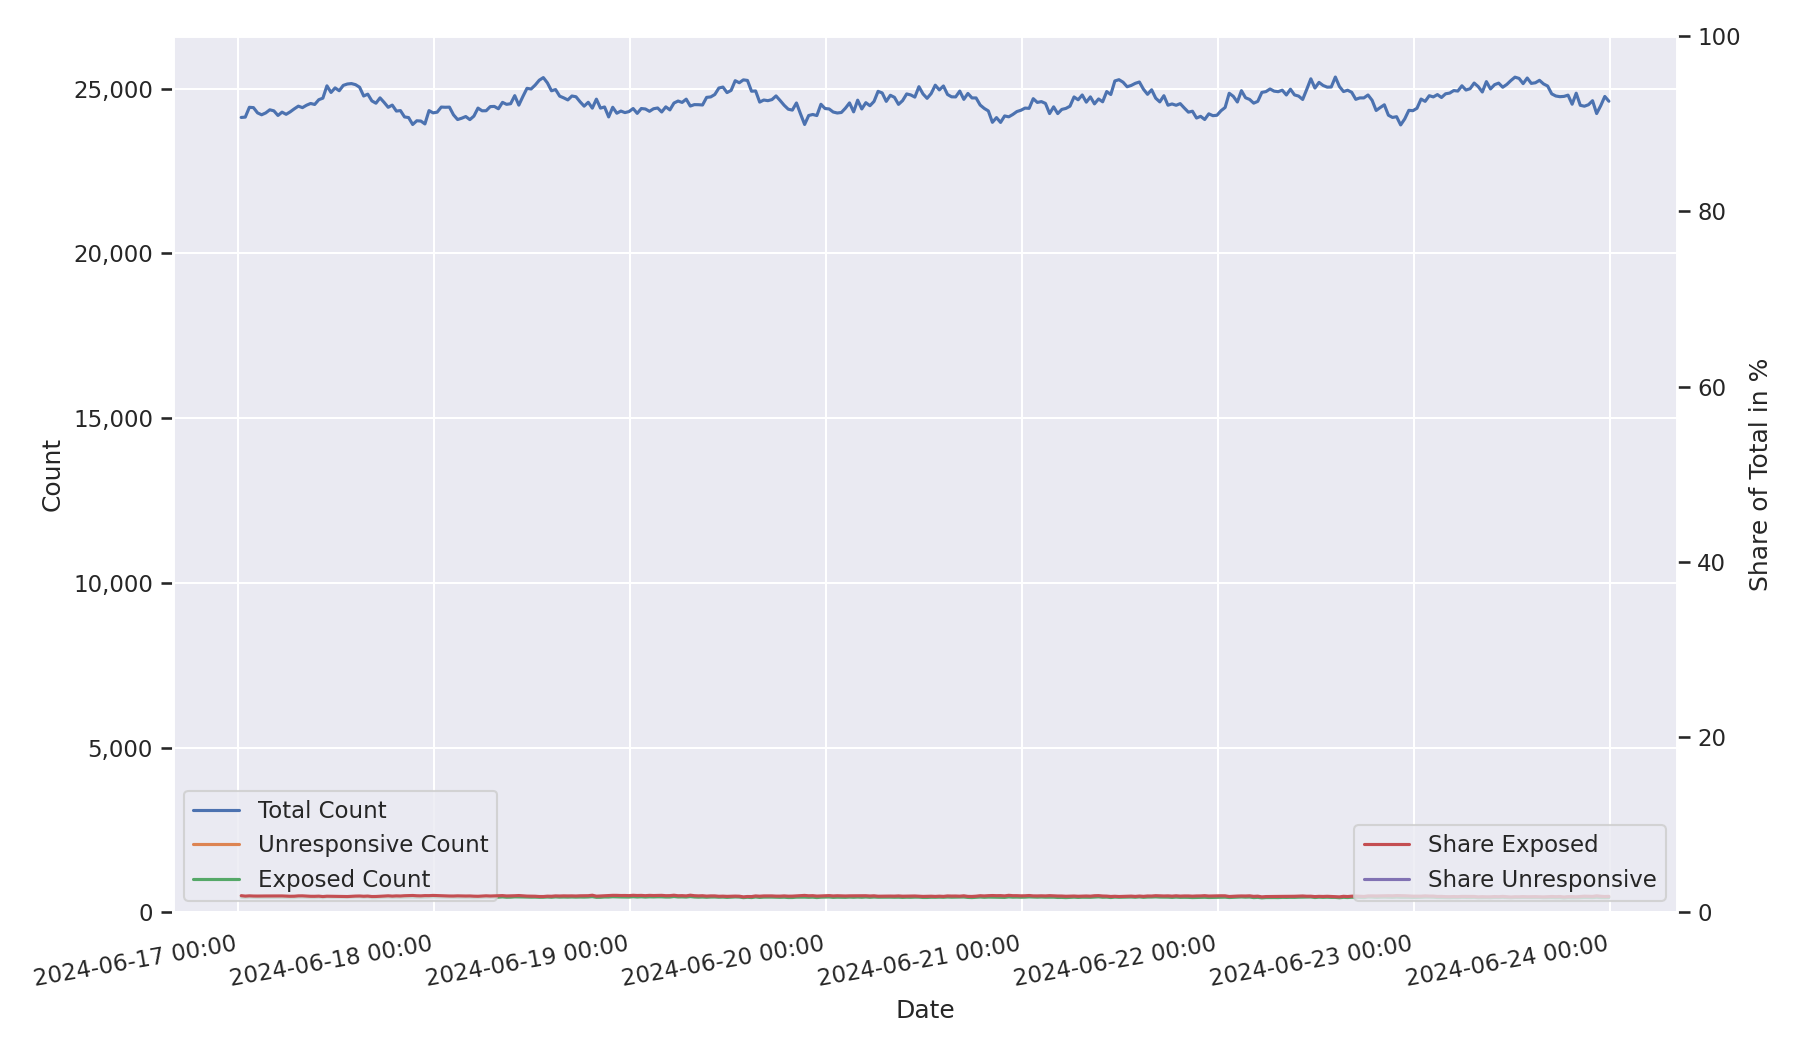 100
25,000
80
20,000
60
15,000
Count
Share of Total in %
40
10,000
20
5,000
Total Count
Unresponsive Count
Exposed Count
Share Exposed
Share Unresponsive
0
0
2024-06-17 00:00
2024-06-18 00:00
2024-06-19 00:00
2024-06-20 00:00
2024-06-21 00:00
2024-06-22 00:00
2024-06-23 00:00
2024-06-24 00:00
Date